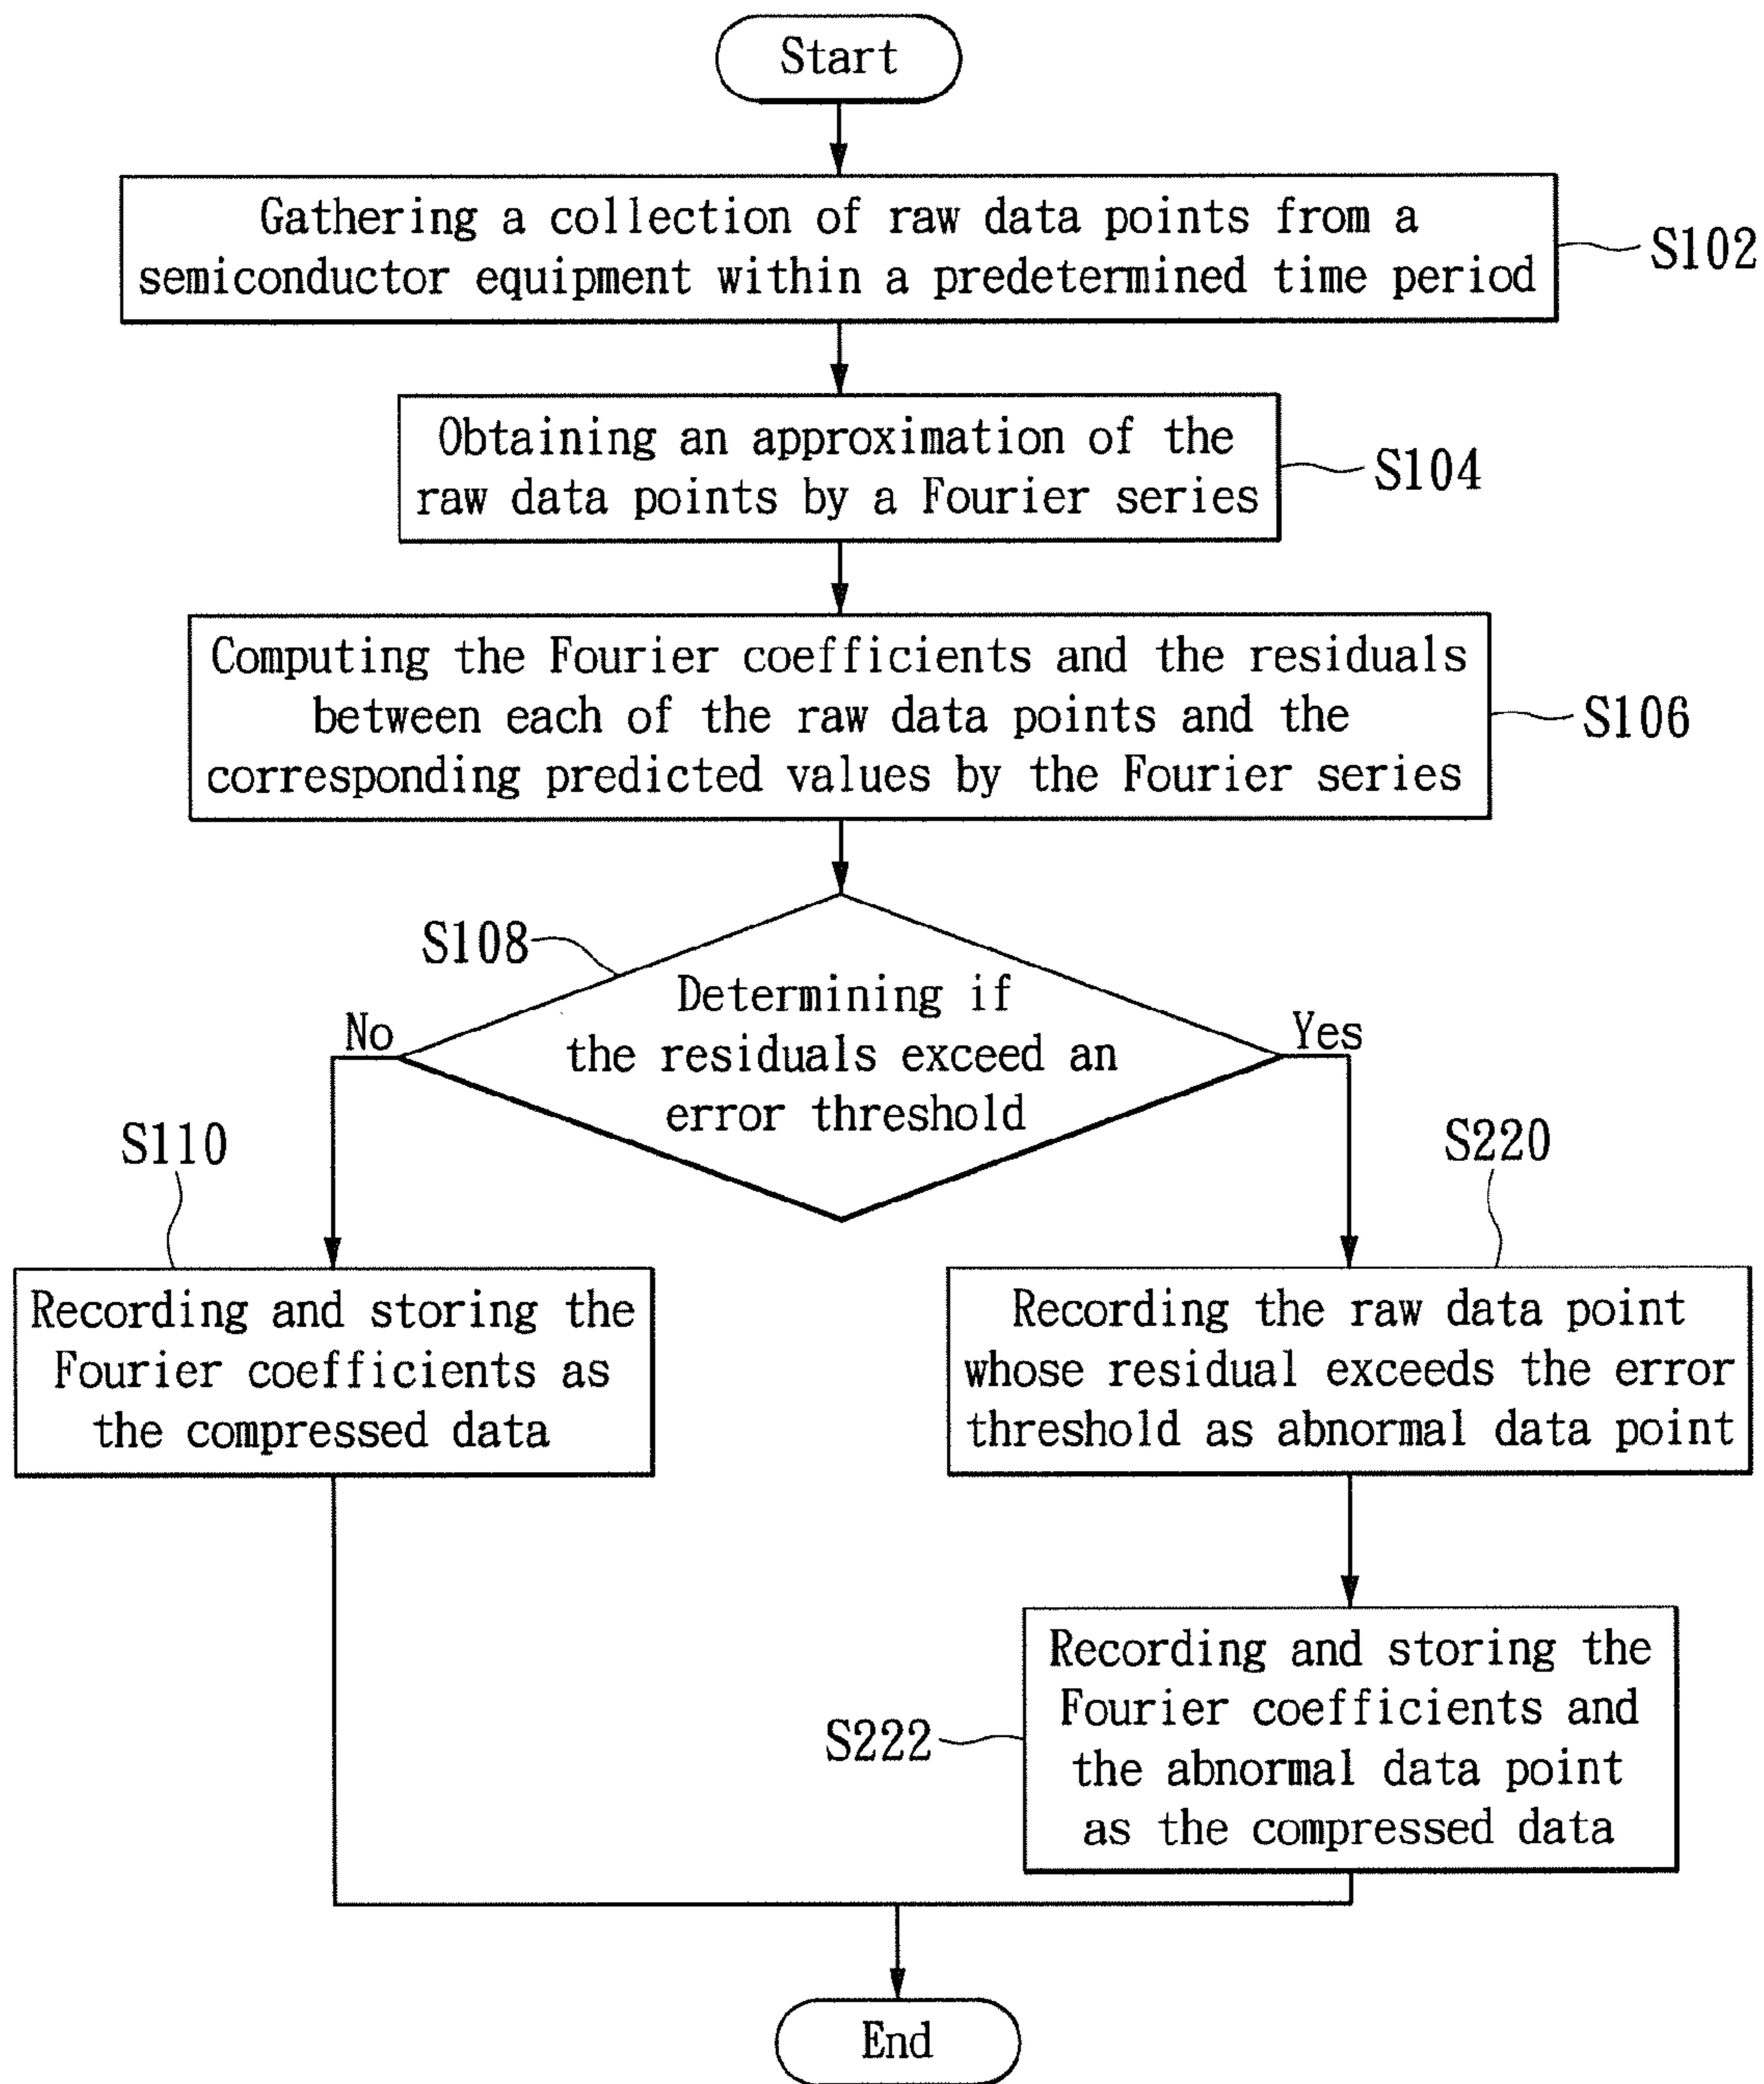 Start
Gathering a collection of raw data points from a
semiconductor equipment within a predetermined time period
S102
Obtaining an approximation of the
raw data points by a Fourier series
S104
Computing the Fourier coefficients and the residuals
between each of the raw data points and the
corresponding predicted values by the Fourier series
S106
S108
Determining if
the residuals exceed an
error threshold
No
Yes
S110
Recording and storing the
Fourier coefficients as
the compressed data
S220
Recording the raw data point
whose residual exceeds the error
threshold as abnormal data point
S222
Recording and storing the
Fourier coefficients and
the abnormal data point
as the compressed data
End